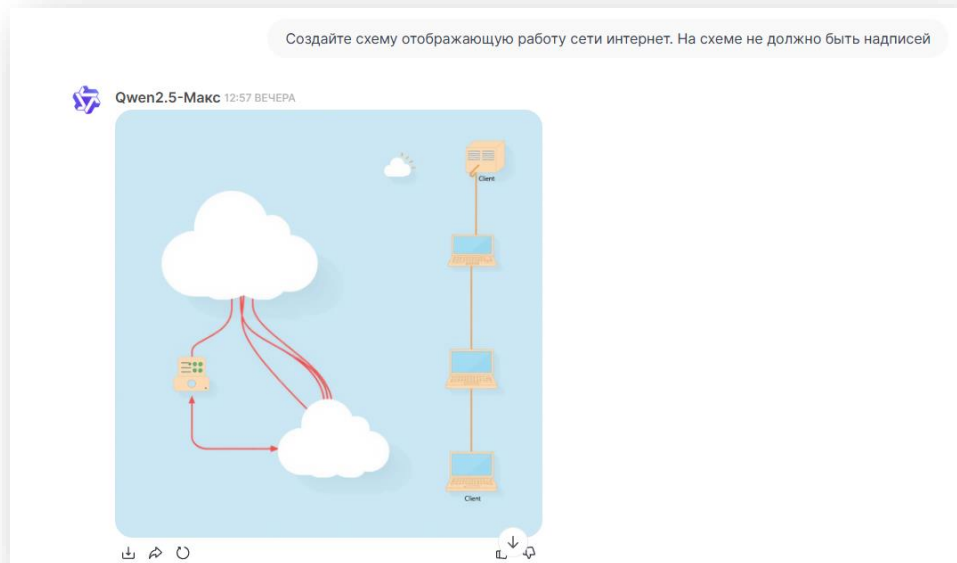 Создайте схему отображающую работу сети интернет. На схеме не должно быть надписей
Qwen2.5-Макс 12:57 ВЕЧЕРА
Client
Client